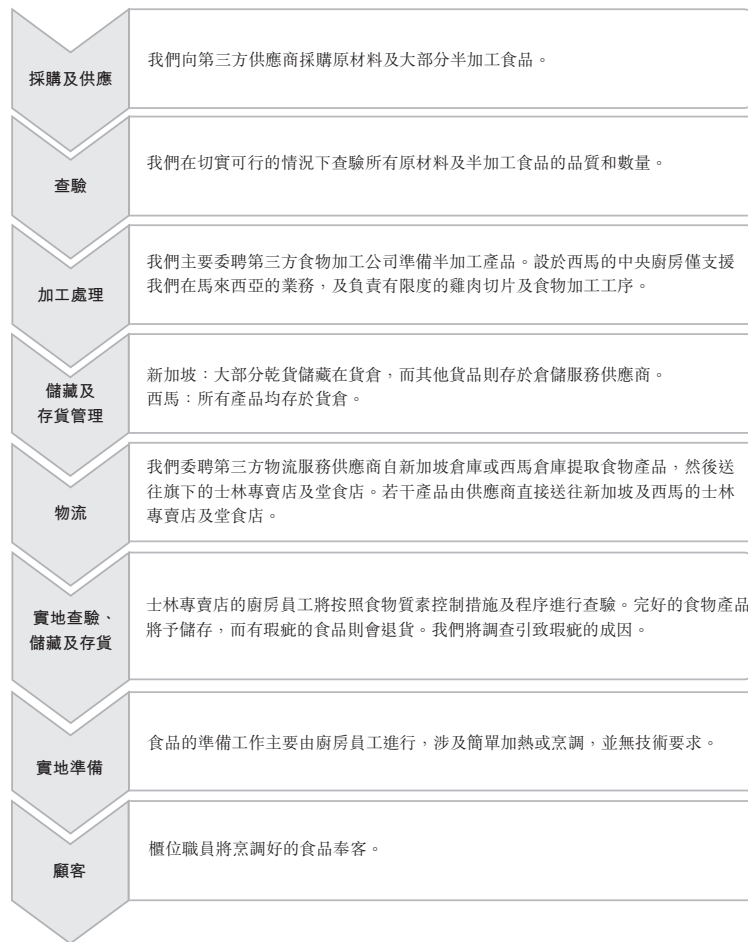 採購及供應
我們向第三方供應商採購原材料及大部分半加工食品。
查驗
我們在切實可行的情況下查驗所有原材料及半加工食品的品質和數量。
加工處理
我們主要委聘第三方食物加工公司準備半加工產品。設於西馬的中央廚房僅支援
我們在馬來西亞的業務，及負責有限度的雞肉切片及食物加工工序。
儲藏及
存貨管理
新加坡：大部分乾貨儲藏在貨倉，而其他貨品則存於倉儲服務供應商。
西馬：所有產品均存於貨倉。
物流
我們委聘第三方物流服務供應商自新加坡倉庫或西馬倉庫提取食物產品，然後送
往旗下的士林專賣店及堂食店。若干產品由供應商直接送往新加坡及西馬的士林
專賣店及堂食店。
實地查驗、
儲藏及存貨
士林專賣店的廚房員工將按照食物質素控制措施及程序進行查驗。完好的食物產品
將予儲存，而有瑕疵的食品則會退貨。我們將調查引致瑕疵的成因。
實地準備
食品的準備工作主要由廚房員工進行，涉及簡單加熱或烹調，並無技術要求。
顧客
櫃位職員將烹調好的食品奉客。